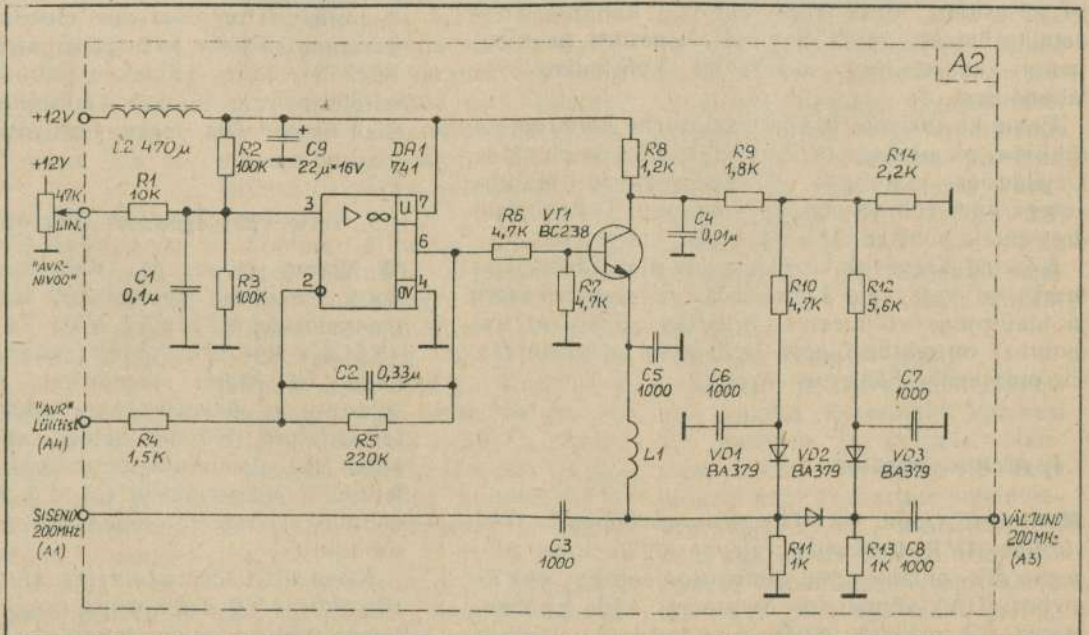 A2
+12V
L2 470µ
+12V
47K
LIN.
"AVR-
NIVOO"
R1
10K
C1
0,1µ
R2
100K
R3
100K
+
C9
22µ×16V
DA1
741
3
2
▷ ∞
U
7
6
0V
4
R6
4,7K
VT1
BC238
R7
4,7K
R8
1,2K
C4
0,01µ
R9
1,8K
R14
2,2K
R10
4,7K
R12
5,6K
C2
0,33µ
"AVR"
Lülitist
(A4)
R4
1,5K
R5
220K
C5
1000
C6
1000
C7
1000
L1
VD1
BA379
VD2
BA379
VD3
BA379
SISEND
200MHz
(A1)
C3
1000
R11
1K
R13
1K
C8
1000
VÄLJUND
200MHz
(A3)